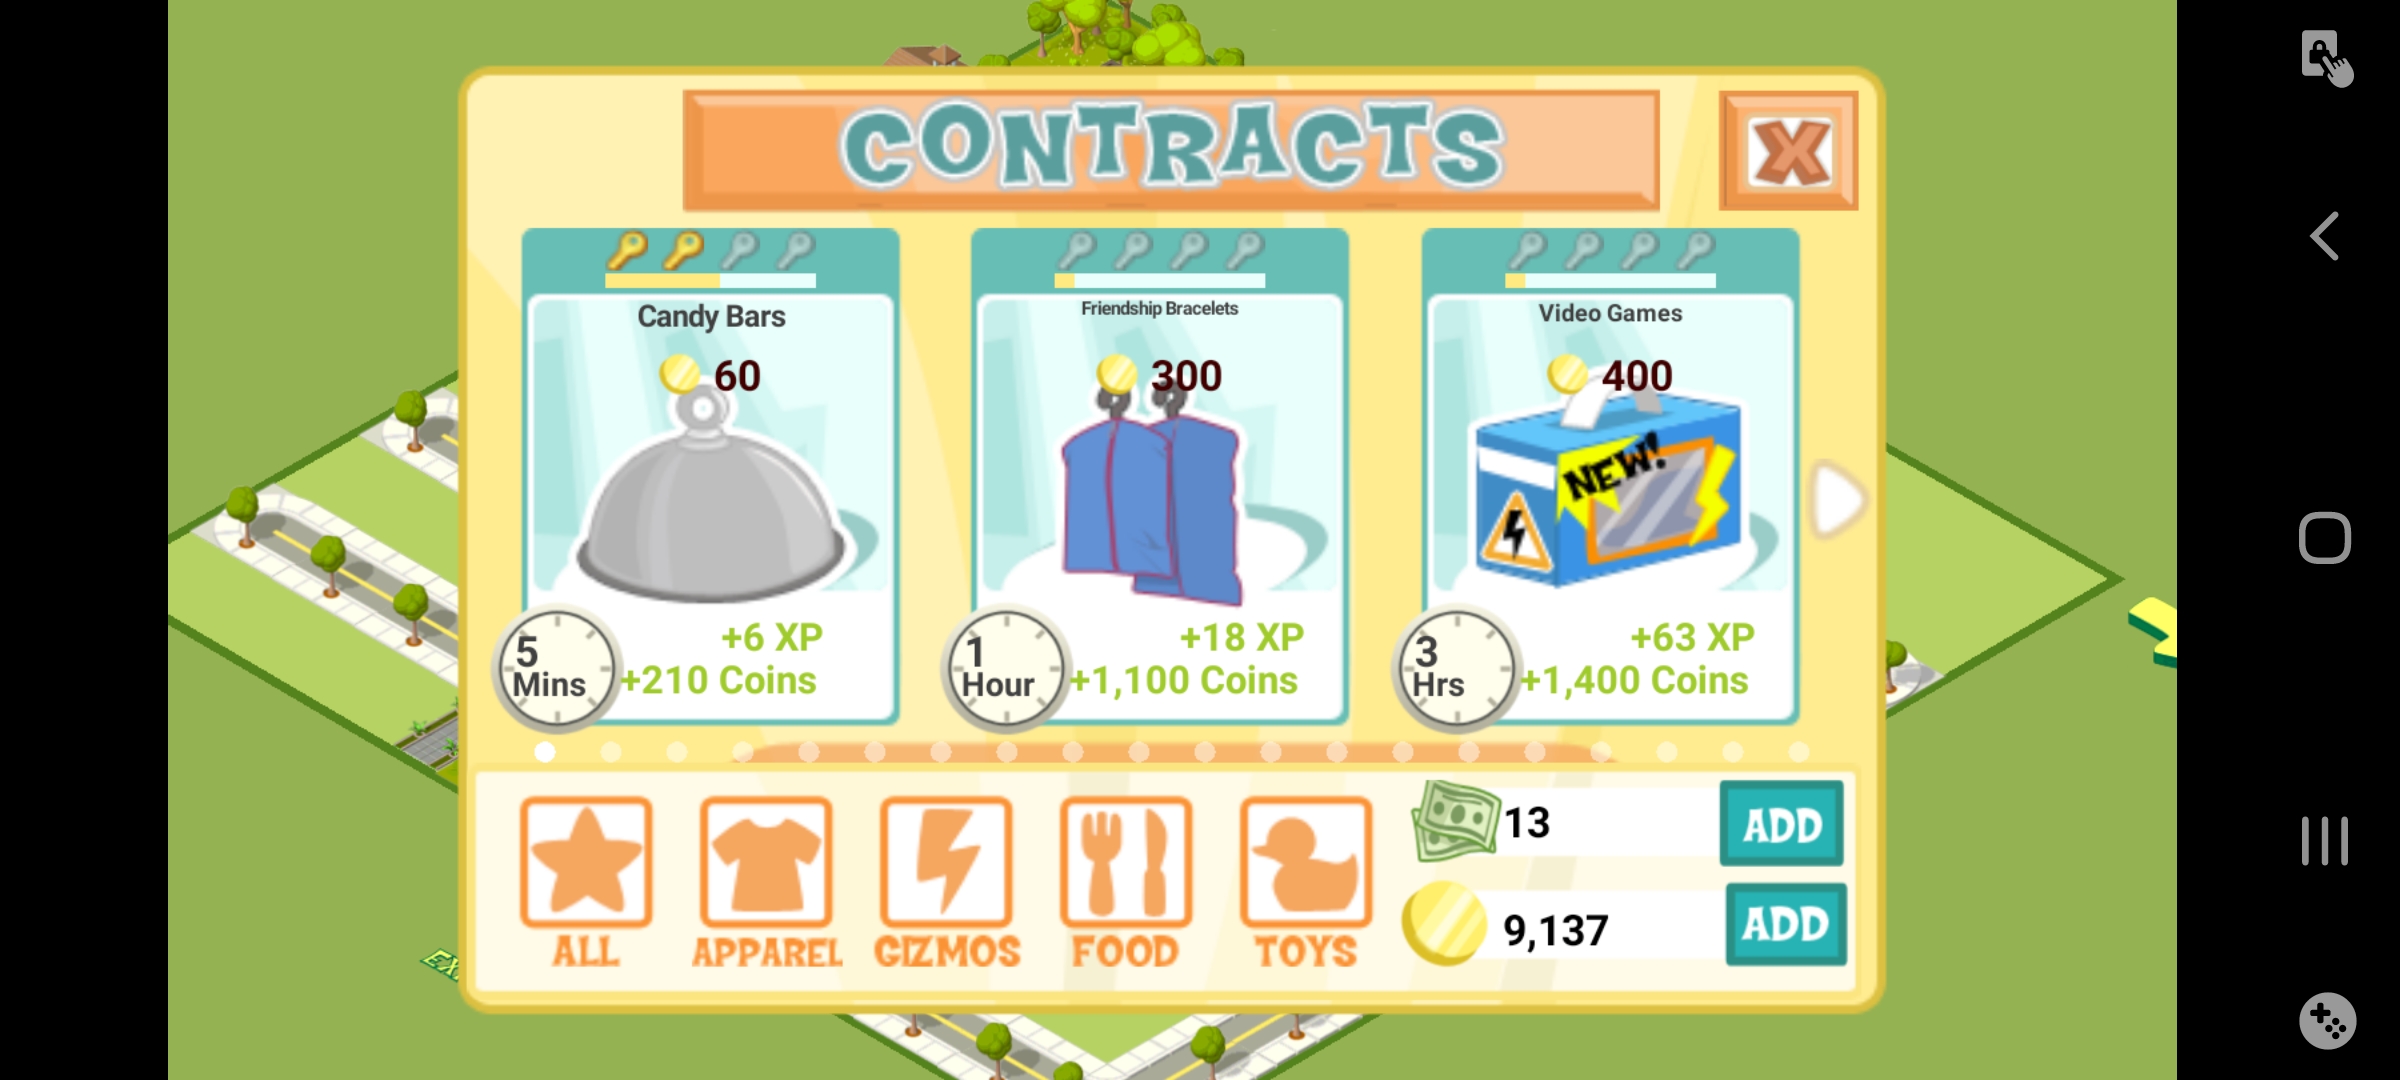 CONTRACTS
X
Candy Bars
60
5
Mins
+6 XP
+210 Coins
Friendship Bracelets
300
1
Hour
+18 XP
+1,100 Coins
Video Games
400
NEW!
3
Hrs
+63 XP
+1,400 Coins
ALL
APPAREL
GIZMOS
FOOD
TOYS
13
ADD
9,137
ADD